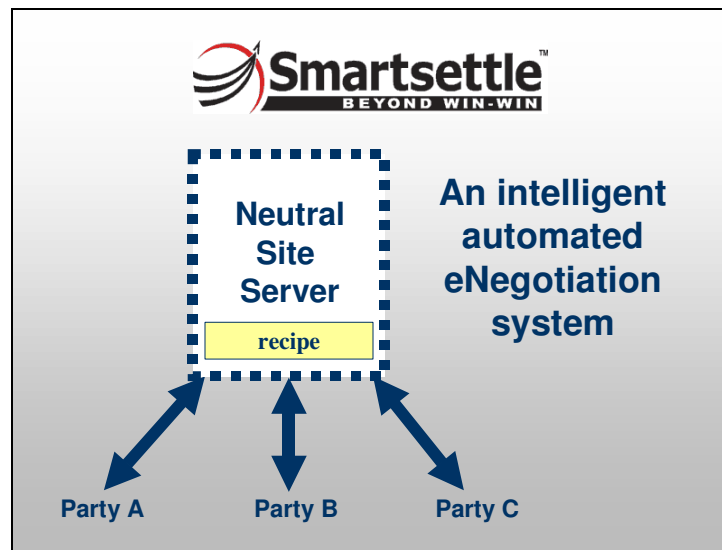 Smartsettle™
BEYOND WIN-WIN
Neutral
Site
Server
recipe
An intelligent
automated
eNegotiation
system
Party A
Party B
Party C